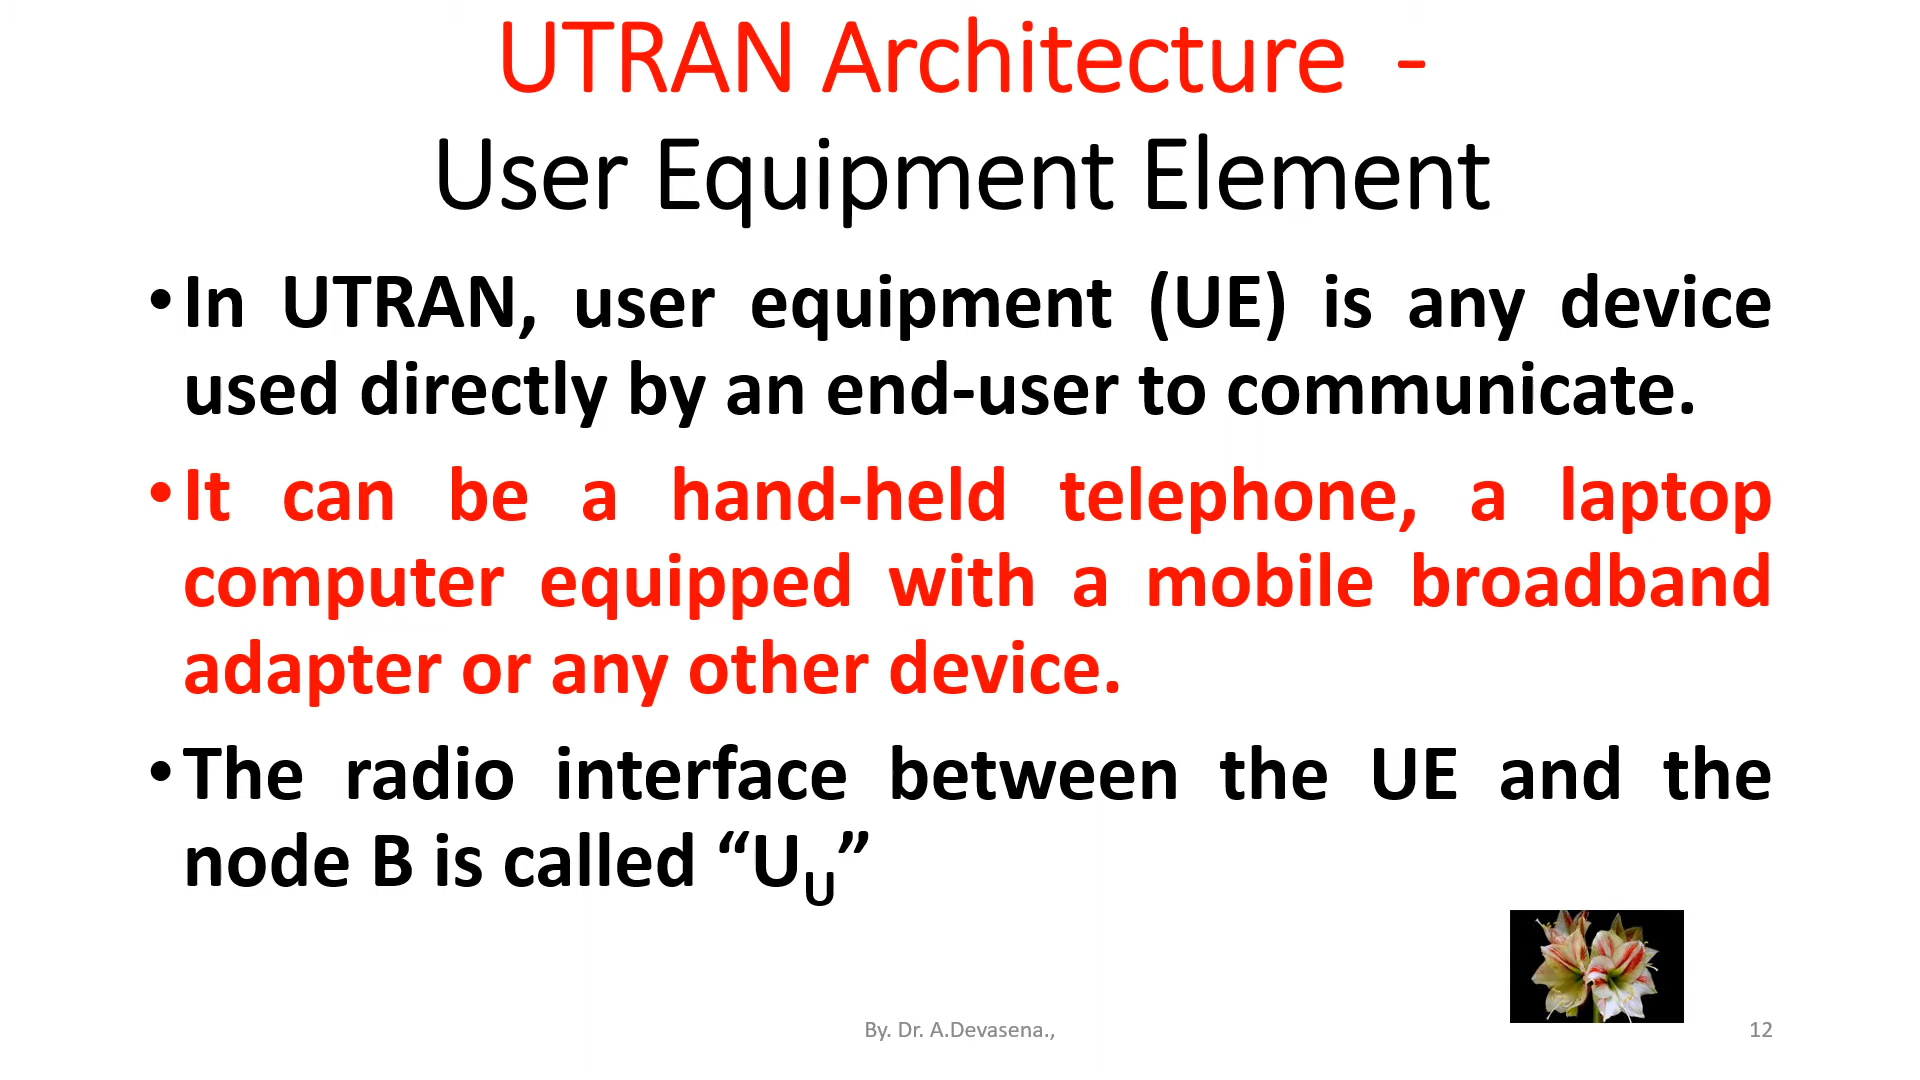 UTRAN Architecture -
User Equipment Element
•In UTRAN, user equipment (UE) is any device
used directly by an end-user to communicate.
•It can be a hand-held telephone, a laptop
computer equipped with a mobile broadband
adapter or any other device.
•The radio interface between the UE and the
node B is called “UU”
By. Dr. A.Devasena.,
12